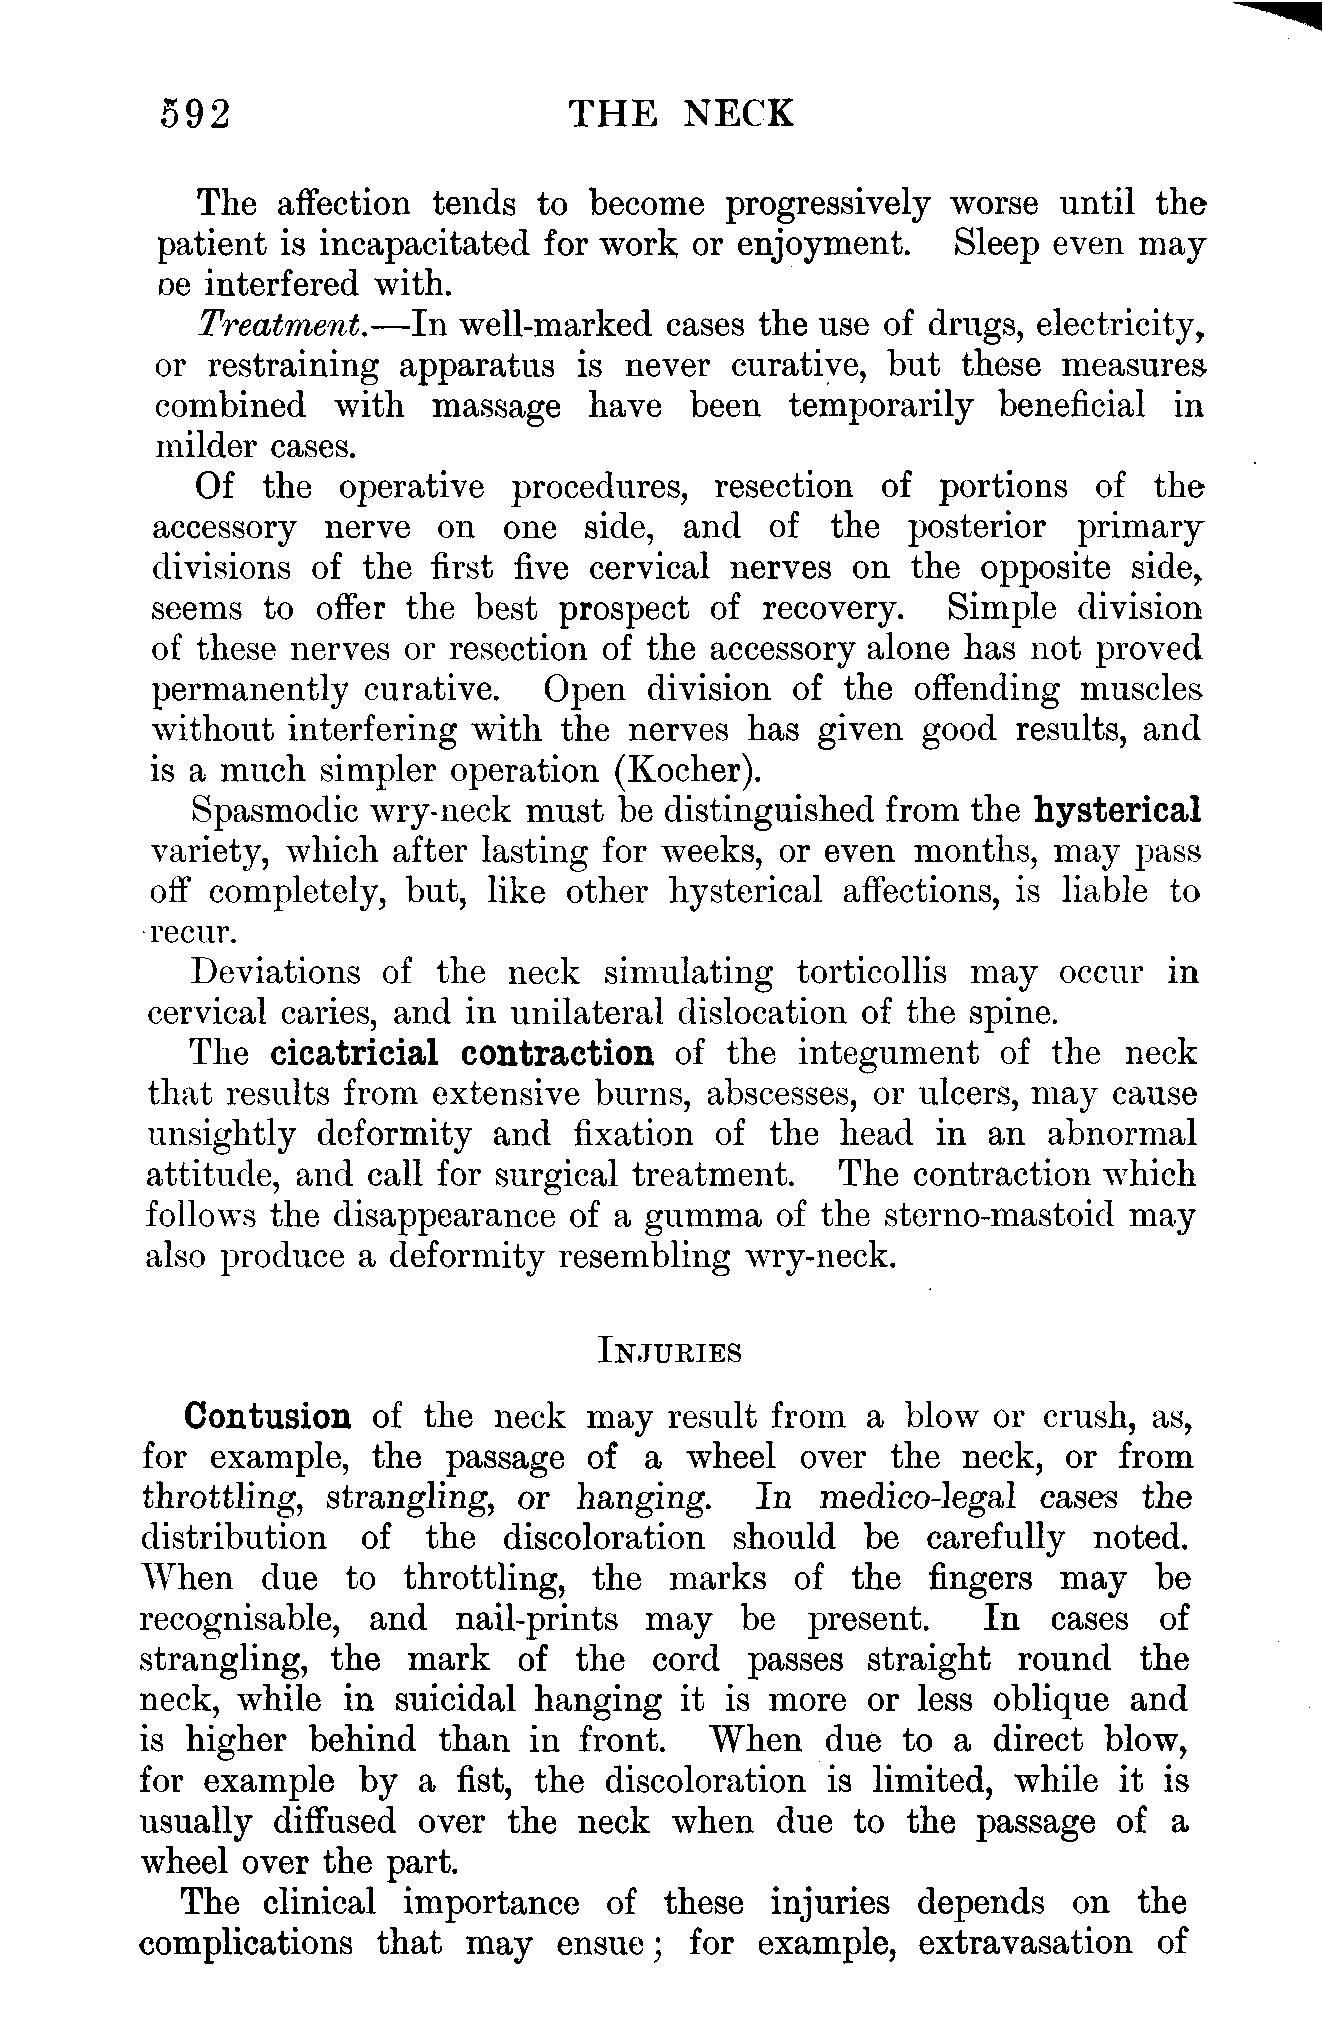 592 THE NECK
The affection tends to become progressively worse until the
patient is incapacitated for work or enjoyment. Sleep even may
be interfered with.
Treatment.—In well-marked cases the use of drugs, electricity,
or restraining apparatus is never curative, but these measures
combined with massage have been temporarily beneficial in
milder cases.
Of the operative procedures, resection of portions of the
accessory nerve on one side, and of the posterior primary
divisions of the first five cervical nerves on the opposite side,
seems to offer the best prospect of recovery. Simple division
of these nerves or resection of the accessory alone has not proved
permanently curative. Open division of the offending muscles
without interfering with the nerves has given good results, and
is a much simpler operation (Kocher).
Spasmodic wry-neck must be distinguished from the hysterical
variety, which after lasting for weeks, or even months, may pass
off completely, but, like other hysterical affections, is liable to
recur.
Deviations of the neck simulating torticollis may occur in
cervical caries, and in unilateral dislocation of the spine.
The cicatricial contraction of the integument of the neck
that results from extensive burns, abscesses, or ulcers, may cause
unsightly deformity and fixation of the head in an abnormal
attitude, and call for surgical treatment. The contraction which
follows the disappearance of a gumma of the sterno-mastoid may
also produce a deformity resembling wry-neck.
INJURIES
Contusion of the neck may result from a blow or crush, as,
for example, the passage of a wheel over the neck, or from
throttling, strangling, or hanging. In medico-legal cases the
distribution of the discoloration should be carefully noted.
When due to throttling, the marks of the fingers may be
recognisable, and nail-prints may be present. In cases of
strangling, the mark of the cord passes straight round the
neck, while in suicidal hanging it is more or less oblique and
is higher behind than in front. When due to a direct blow,
for example by a fist, the discoloration is limited, while it is
usually diffused over the neck when due to the passage of a
wheel over the part.
The clinical importance of these injuries depends on the
complications that may ensue; for example, extravasation of